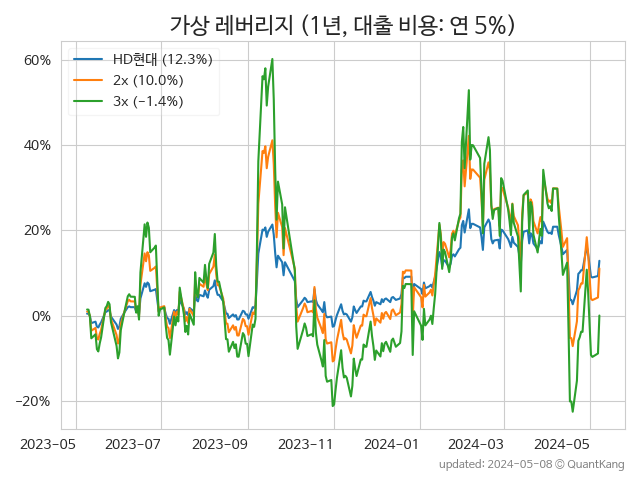 가상 레버리지 (1년, 대출 비용: 연 5%)
HD현대 (12.3%)
2x (10.0%)
3x (−1.4%)
60%
40%
20%
0%
−20%
2023-05 2023-07 2023-09 2023-11 2024-01 2024-03 2024-05
updated: 2024-05-08 © QuantKang